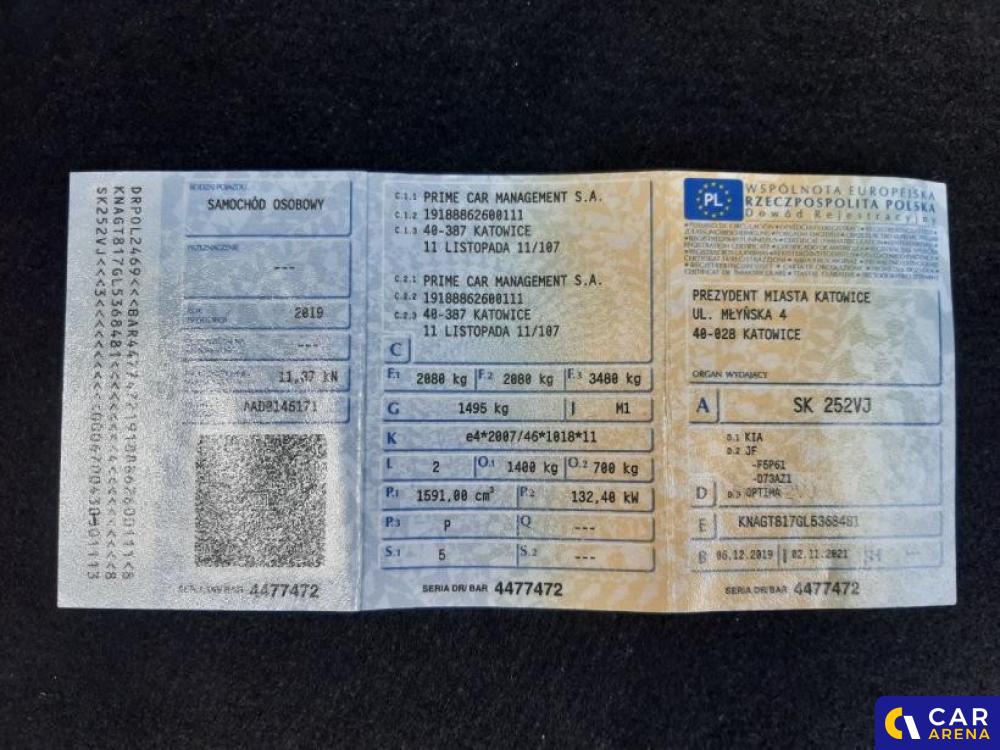 RODZAJ POJAZDU
SAMOCHÓD OSOBOWY
PRZEZNACZENIE
---
2019
---
11,37 kN
AAD0146171
4477472
C.1.1 PRIME CAR MANAGEMENT S.A.
C.1.2 19188862600111
C.1.3 40-387 KATOWICE
11 LISTOPADA 11/107
C.2.1 PRIME CAR MANAGEMENT S.A.
C.2.2 19188862600111
C.2.3 40-387 KATOWICE
11 LISTOPADA 11/107
C
F.1 2080 kg F.2 2080 kg F.3 3480 kg
G 1495 kg J M1
K e4*2007/46*1018*11
L 2 O.1 1400 kg O.2 700 kg
P.1 1591,00 cm³ P.2 132,40 kW
P.3 P Q ---
S.1 5 S.2 ---
SERIA DR/BAR 4477472
PL
WSPÓLNOTA EUROPEJSKA
RZECZPOSPOLITA POLSKA
Dowód Rejestracyjny
PREZYDENT MIASTA KATOWICE
UL. MŁYŃSKA 4
40-028 KATOWICE
ORGAN WYDAJĄCY
A SK 252VJ
D.1 KIA
D.2 JF
-F5P61
-D73AZ1
D D.3 OPTIMA
E KNAGT817GL5368481
B 06.12.2019 I 02.11.2021 H ---
SERIA DR/BAR 4477472
CAR
ARENA